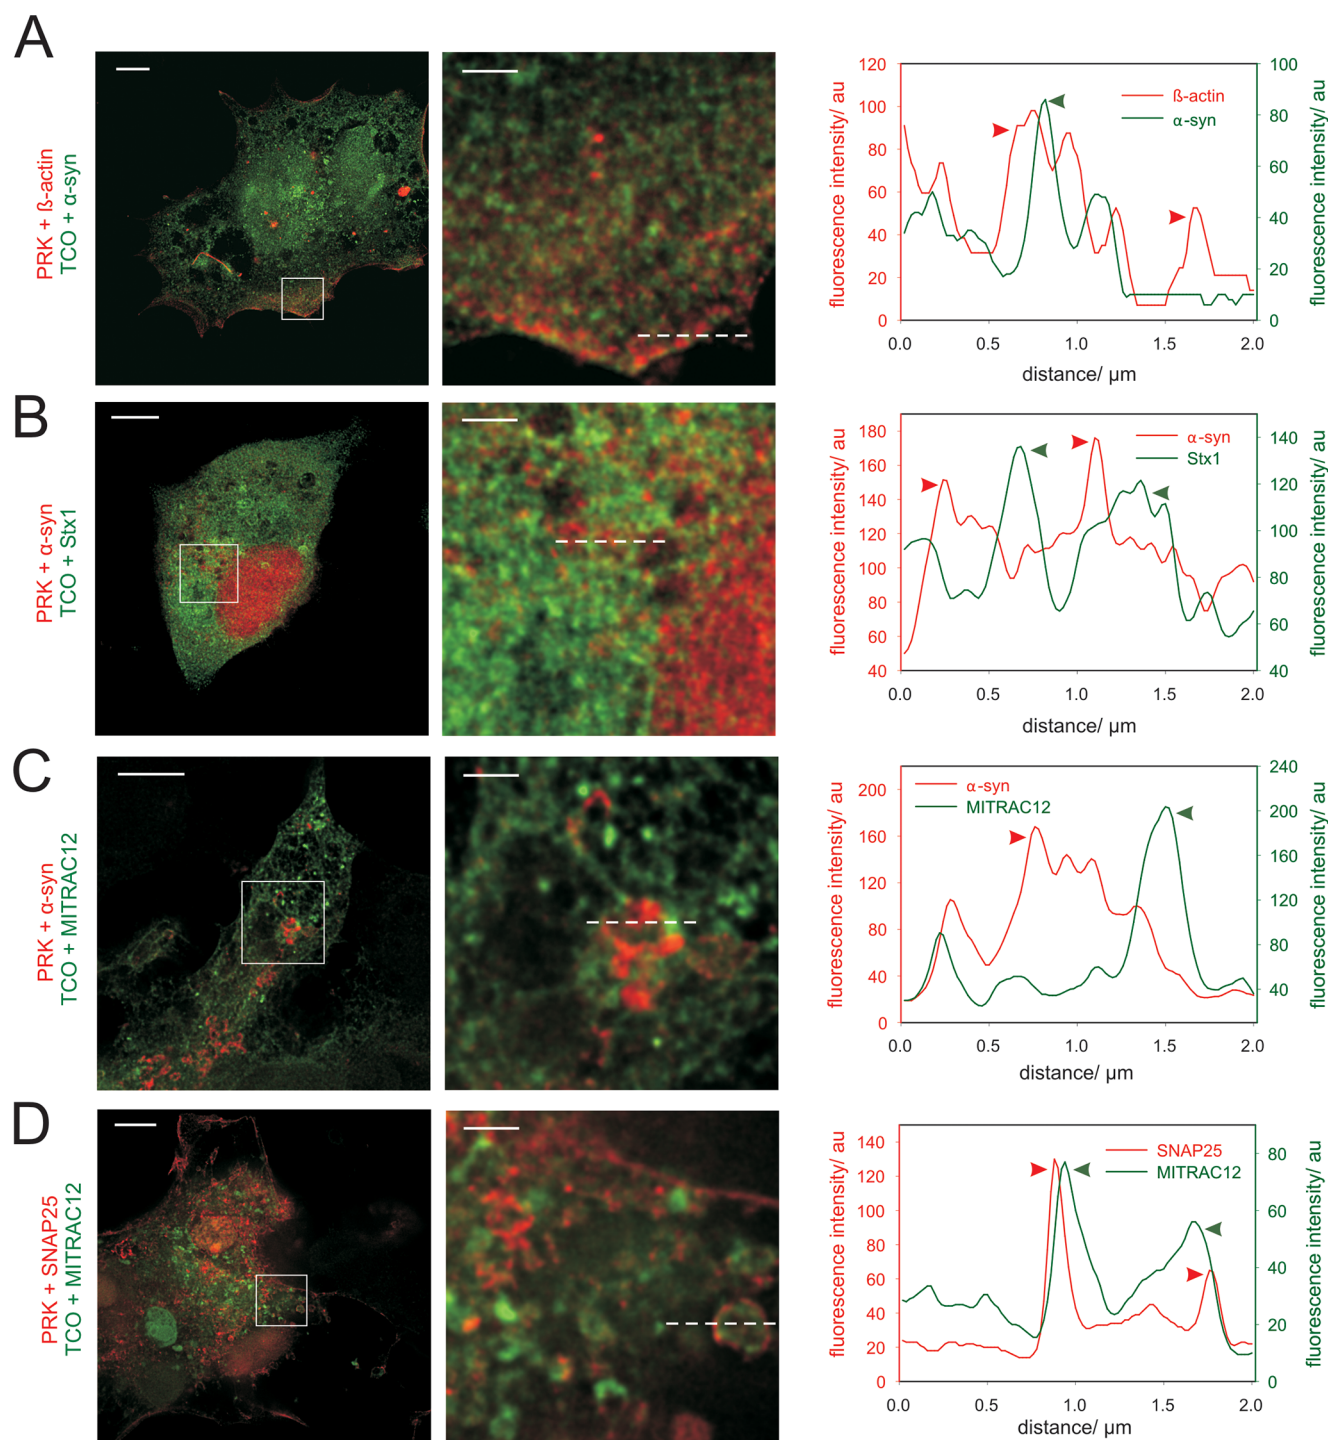 A
PRK + ß-actin
TCO + α-syn
fluorescence intensity/ au
120
100
80
60
40
20
0
ß-actin
α-syn
100
80
60
40
20
0
fluorescence intensity/ au
0.0 0.5 1.0 1.5 2.0
distance/ µm
B
PRK + α-syn
TCO + Stx1
fluorescence intensity/ au
180
160
140
120
100
80
60
40
α-syn
Stx1
140
120
100
80
60
40
fluorescence intensity/ au
0.0 0.5 1.0 1.5 2.0
distance/ µm
C
PRK + α-syn
TCO + MITRAC12
fluorescence intensity/ au
200
160
120
80
40
0
α-syn
MITRAC12
240
200
160
120
80
40
fluorescence intensity/ au
0.0 0.5 1.0 1.5 2.0
distance/ µm
D
PRK + SNAP25
TCO + MITRAC12
fluorescence intensity/ au
140
120
100
80
60
40
20
0
SNAP25
MITRAC12
80
60
40
20
0
fluorescence intensity/ au
0.0 0.5 1.0 1.5 2.0
distance/ µm